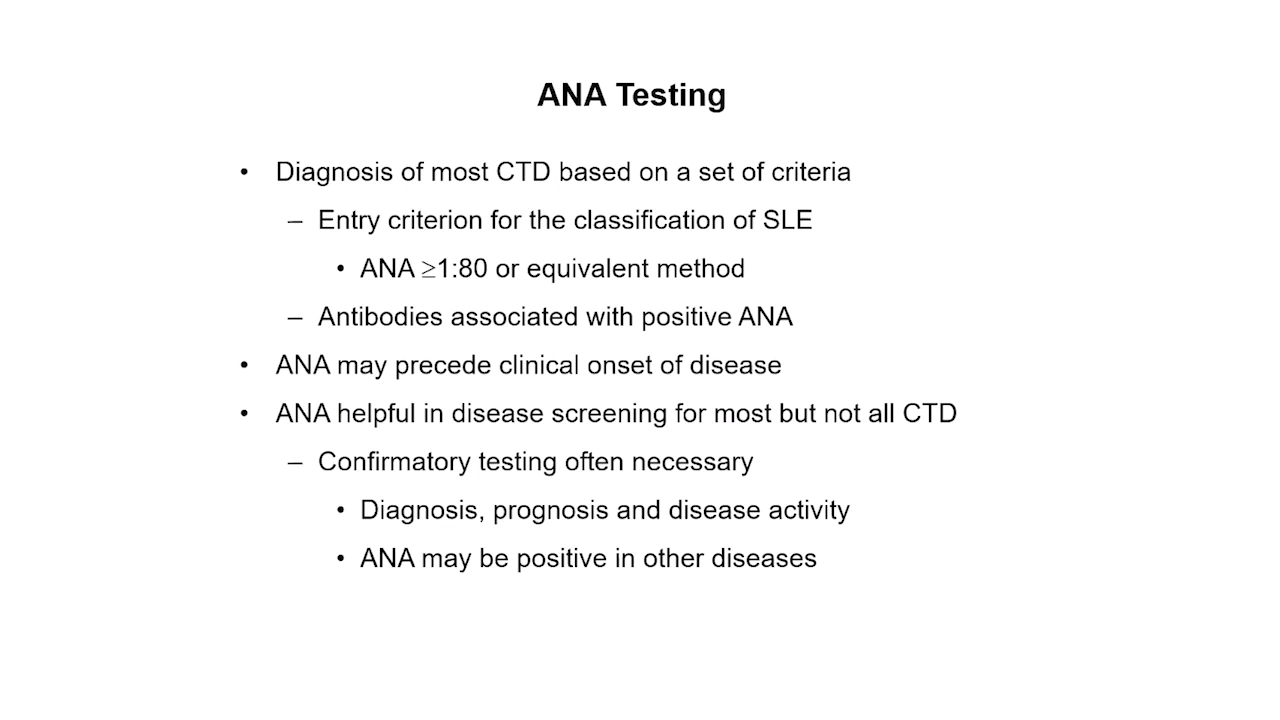 ANA Testing
• Diagnosis of most CTD based on a set of criteria
– Entry criterion for the classification of SLE
• ANA ≥1:80 or equivalent method
– Antibodies associated with positive ANA
• ANA may precede clinical onset of disease
• ANA helpful in disease screening for most but not all CTD
– Confirmatory testing often necessary
• Diagnosis, prognosis and disease activity
• ANA may be positive in other diseases